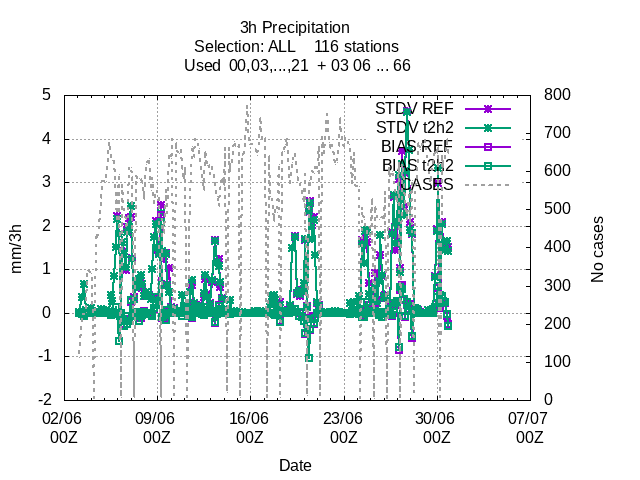 3h Precipitation
Selection: ALL    116 stations
Used  00,03,...,21  + 03 06 ... 66
STDV REF
STDV t2h2
BIAS REF
BIAS t2h2
CASES
5
4
3
2
1
0
-1
-2
mm/3h
800
700
600
500
400
300
200
100
0
No cases
02/06 09/06 16/06 23/06 30/06 07/07
00Z 00Z 00Z 00Z 00Z 00Z
Date